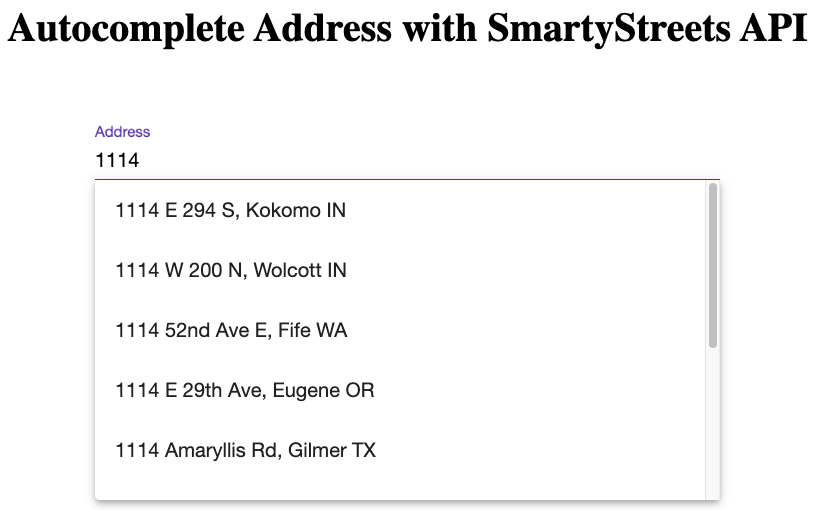 Autocomplete Address with SmartyStreets API
Address
1114
1114 E 294 S, Kokomo IN
1114 W 200 N, Wolcott IN
1114 52nd Ave E, Fife WA
1114 E 29th Ave, Eugene OR
1114 Amaryllis Rd, Gilmer TX